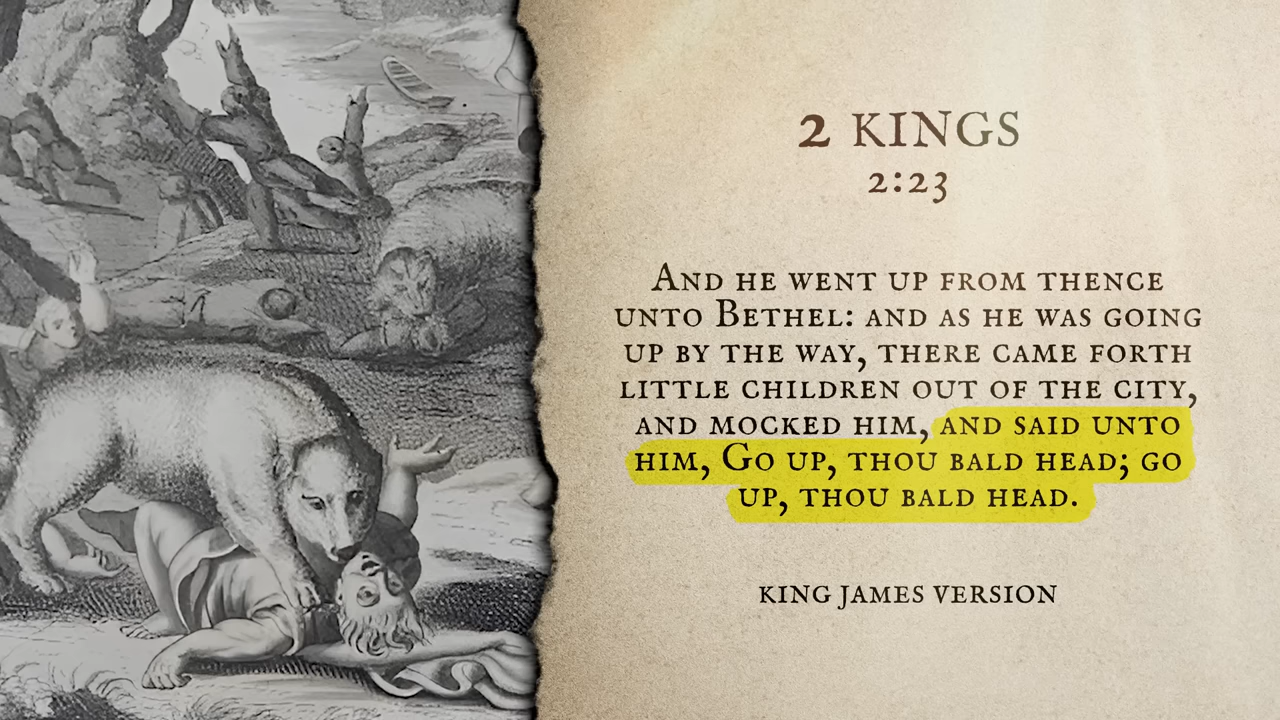 2 KINGS
2:23
AND HE WENT UP FROM THENCE
UNTO BETHEL: AND AS HE WAS GOING
UP BY THE WAY, THERE CAME FORTH
LITTLE CHILDREN OUT OF THE CITY,
AND MOCKED HIM, AND SAID UNTO
HIM, GO UP, THOU BALD HEAD; GO
UP, THOU BALD HEAD.
KING JAMES VERSION